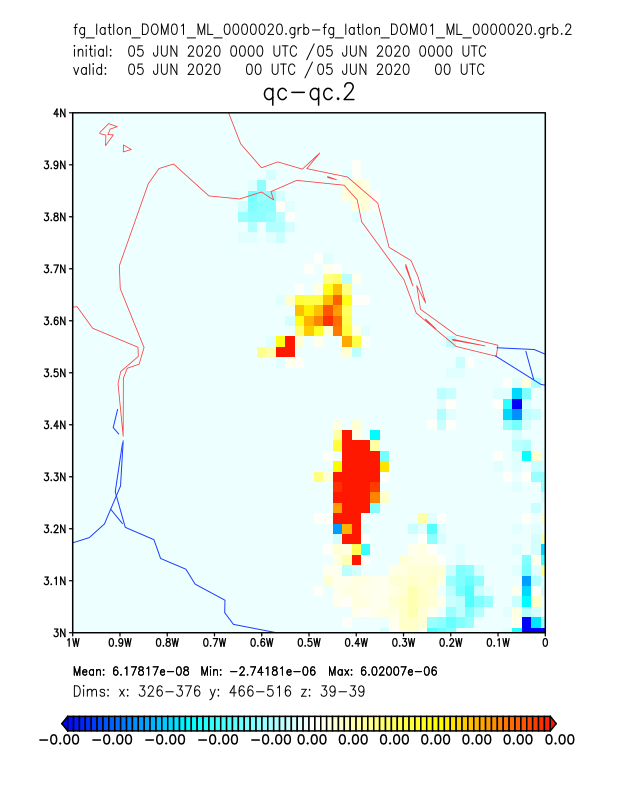 fg_latlon_DOM01_ML_0000020.grb-fg_latlon_DOM01_ML_0000020.grb.2
initial: 05 JUN 2020 0000 UTC /05 JUN 2020 0000 UTC
valid: 05 JUN 2020 00 UTC /05 JUN 2020 00 UTC
qc-qc.2
4N
3.9N
3.8N
3.7N
3.6N
3.5N
3.4N
3.3N
3.2N
3.1N
3N
1W 0.9W 0.8W 0.7W 0.6W 0.5W 0.4W 0.3W 0.2W 0.1W 0
Mean: 6.17817e-08 Min: -2.74181e-06 Max: 6.02007e-06
Dims: x: 326-376 y: 466-516 z: 39-39
-0.00 -0.00 -0.00 -0.00 -0.00 -0.00 0.00 0.00 0.00 0.00 0.00 0.00 0.00